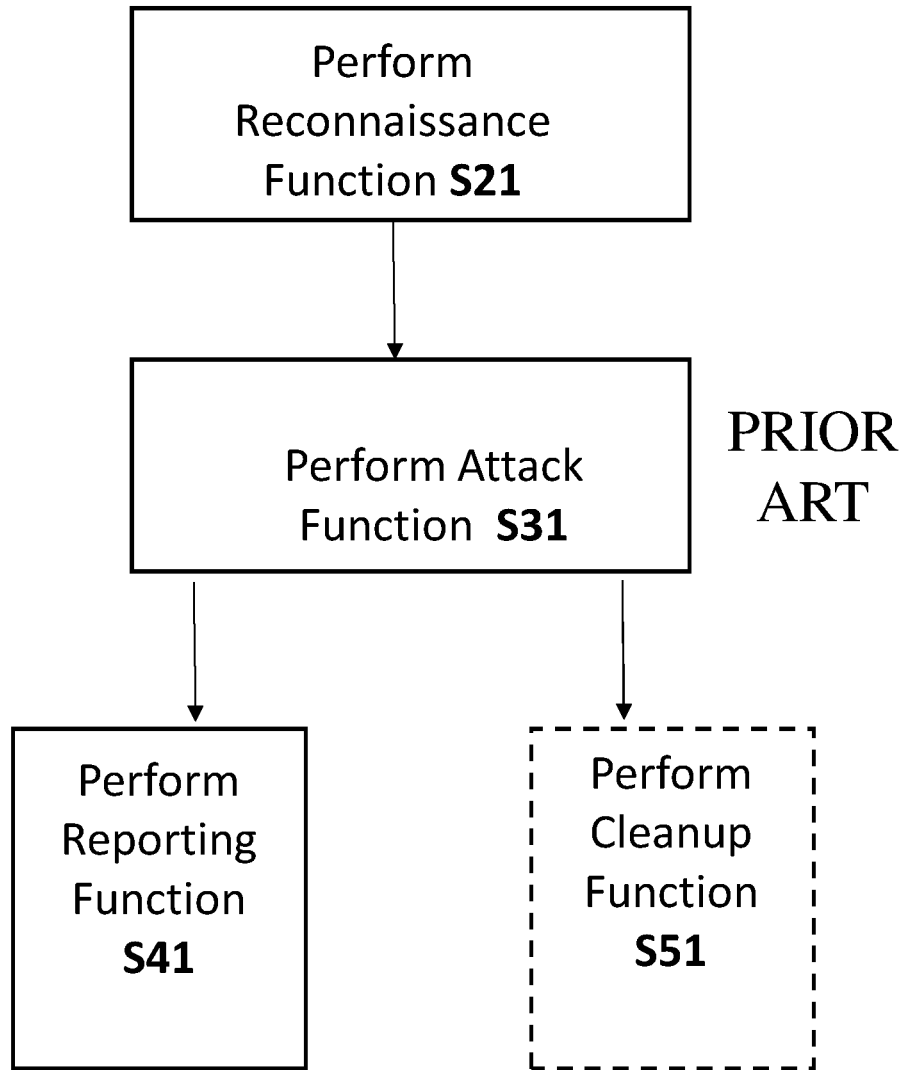 Perform
Reconnaissance
Function S21
Perform Attack
Function S31
PRIOR
ART
Perform
Reporting
Function
S41
Perform
Cleanup
Function
S51